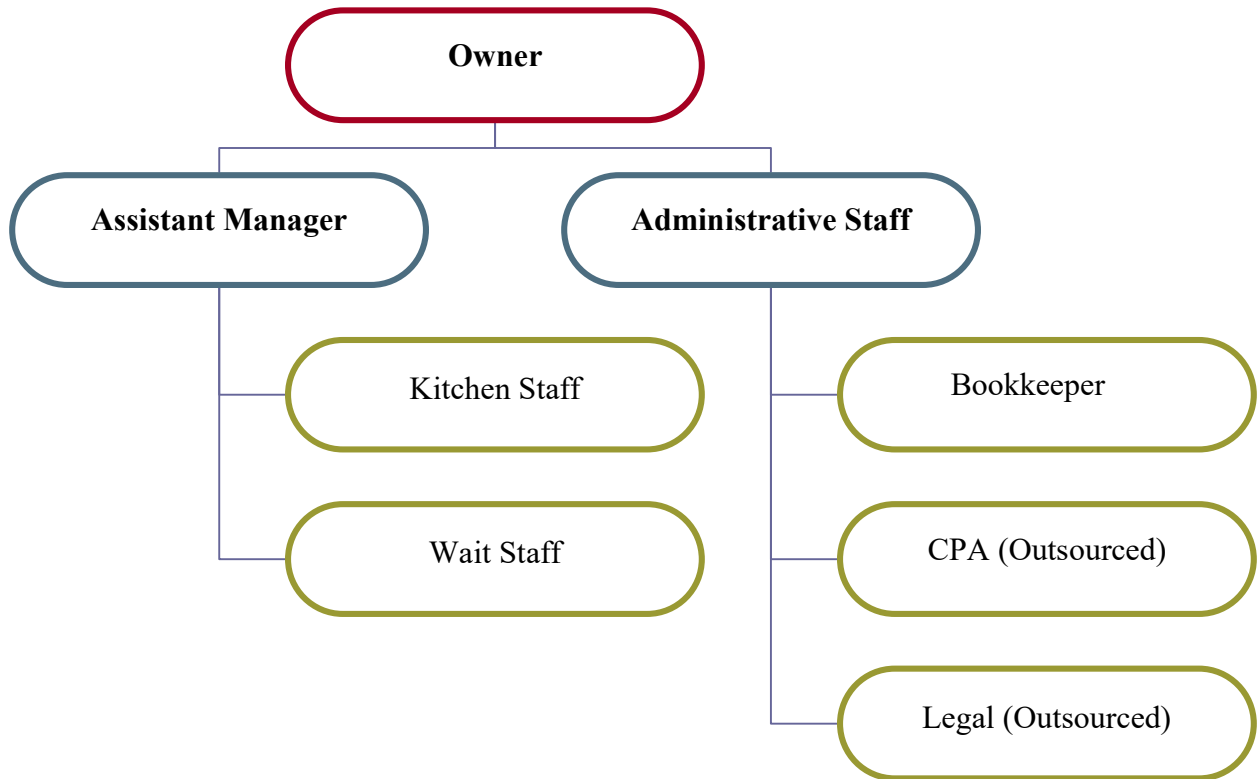 Owner
Assistant Manager
Administrative Staff
Kitchen Staff
Bookkeeper
Wait Staff
CPA (Outsourced)
Legal (Outsourced)